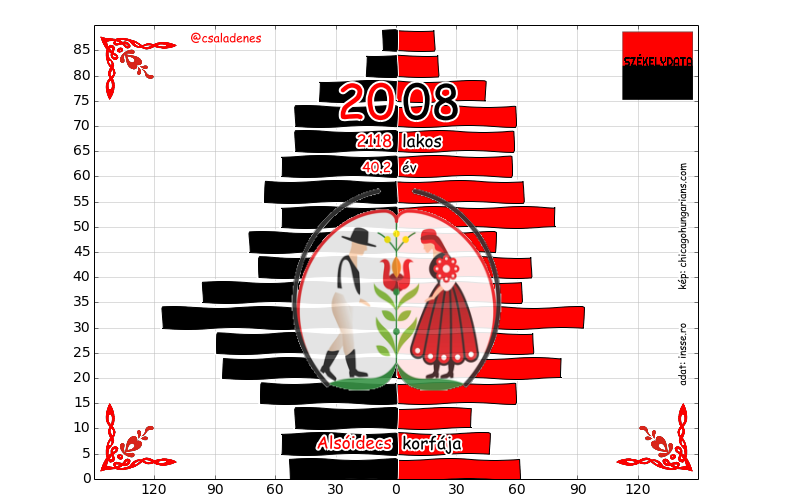 @csaladenes
SZÉKELYDATA
2008
2118 lakos
40.2 év
kép: chicagohungarians.com
adat: insse.ro
Alsóidecs korfája
85
80
75
70
65
60
55
50
45
40
35
30
25
20
15
10
5
0
120 90 60 30 0 30 60 90 120